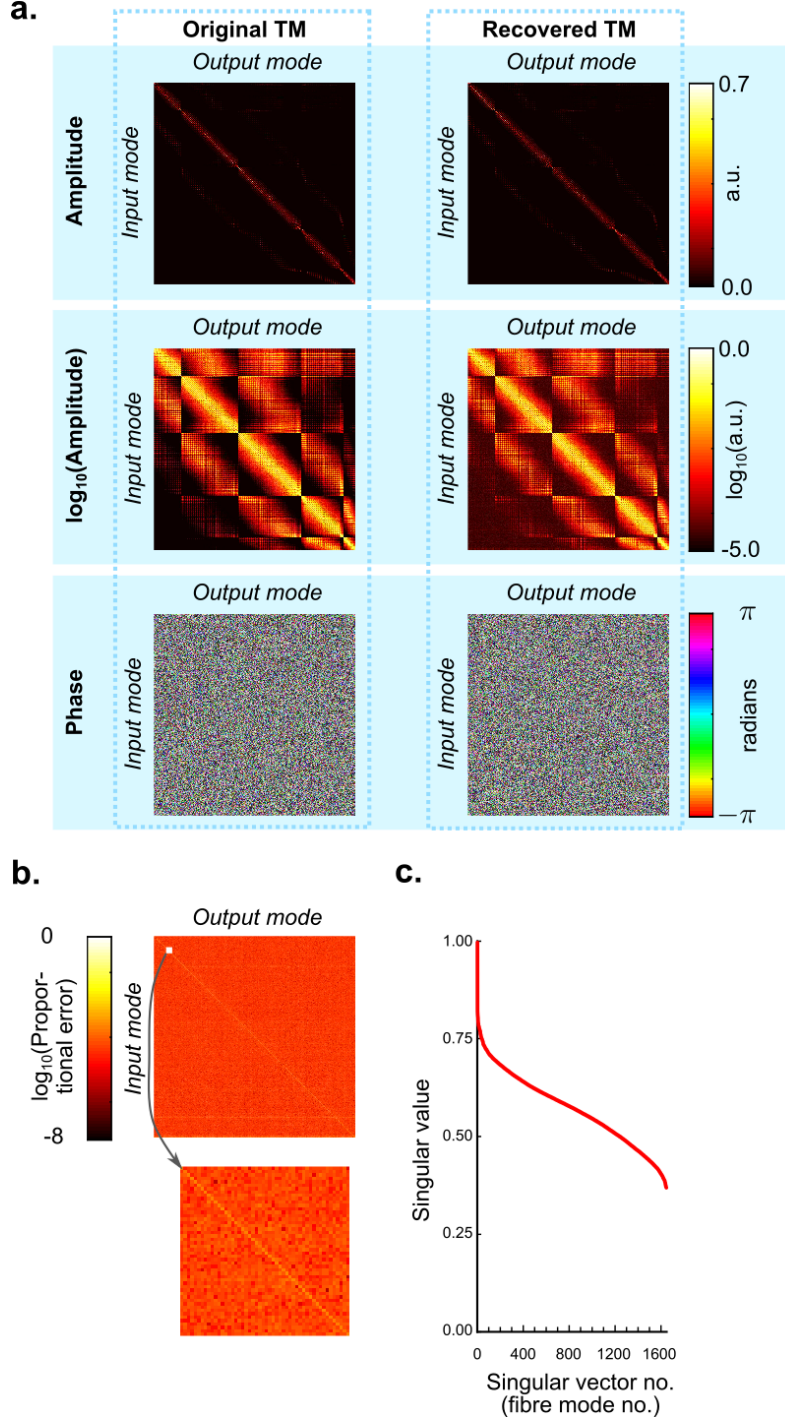 a.
Original TM
Recovered TM
Output mode
Output mode
Amplitude
Input mode
Input mode
0.7
a.u.
0.0
Output mode
Output mode
log₁₀(Amplitude)
Input mode
Input mode
0.0
log₁₀(a.u.)
-5.0
Output mode
Output mode
Phase
Input mode
Input mode
π
radians
−π
b.
Output mode
0
log₁₀(Propor-
tional error)
-8
Input mode
c.
1.00
0.75
0.50
0.25
0.00
Singular value
0 400 800 1200 1600
Singular vector no.
(fibre mode no.)